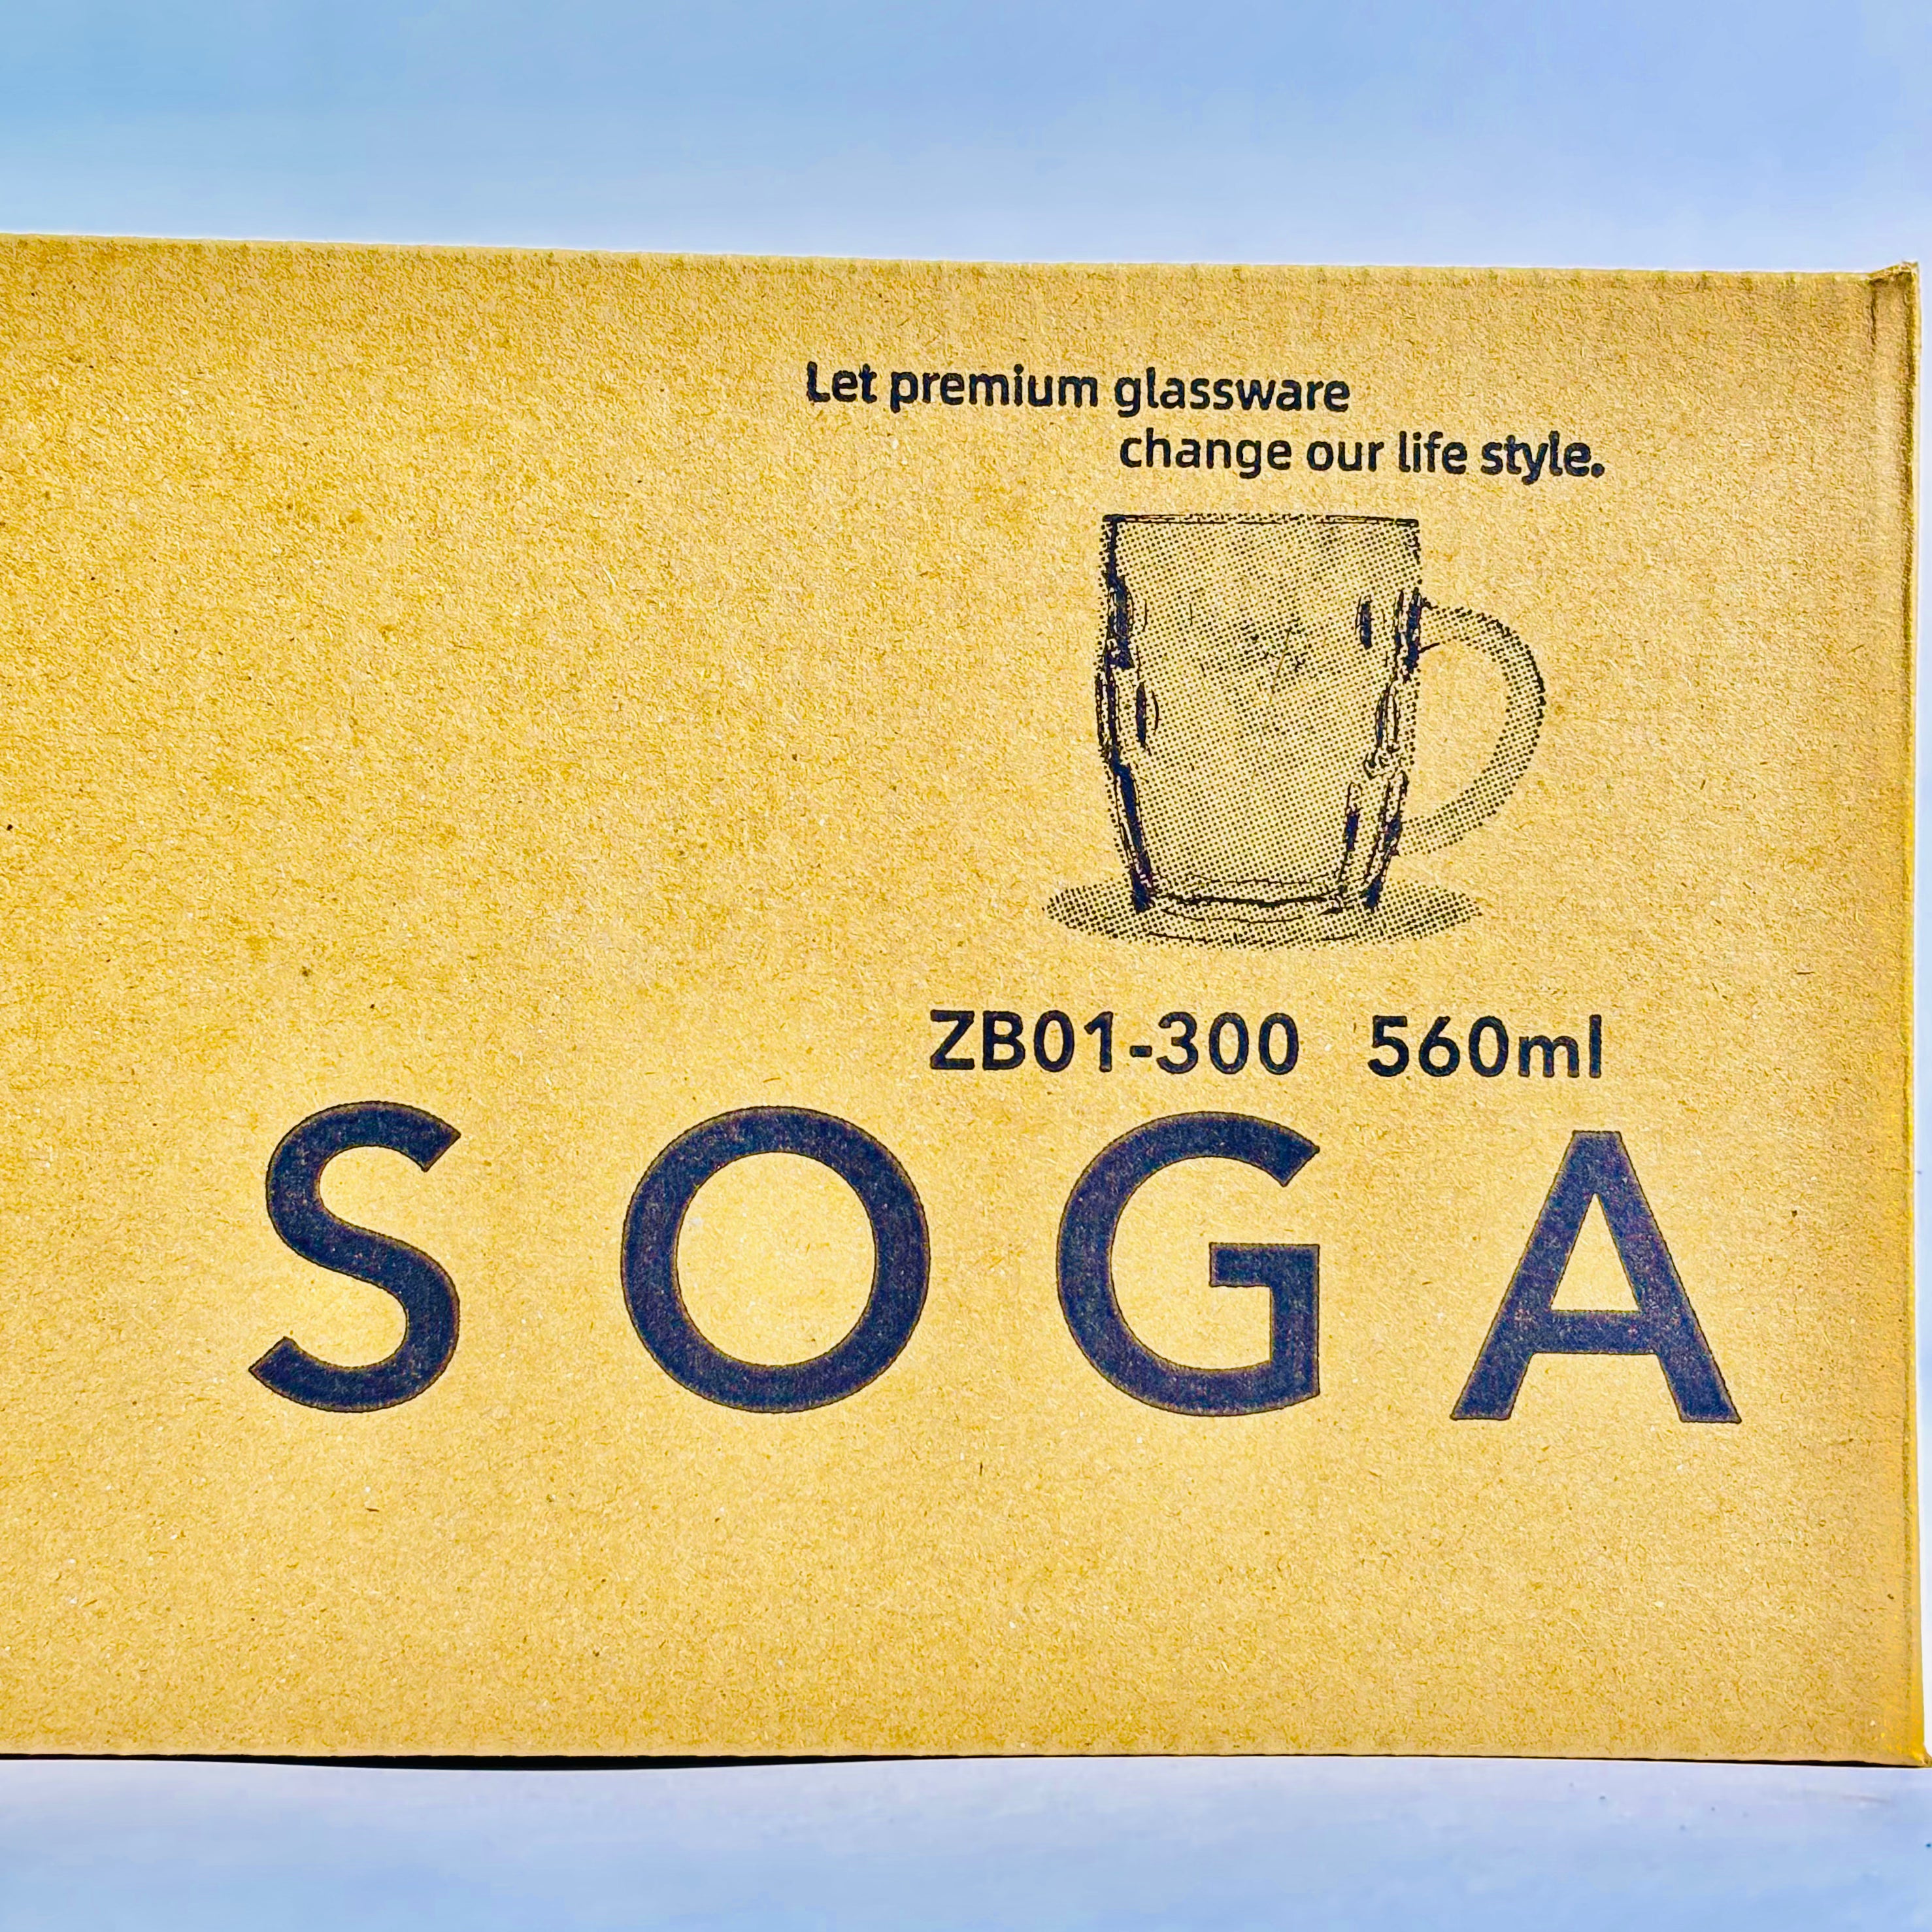 Let premium glassware
change our life style.
ZB01-300 560ml
SOGA